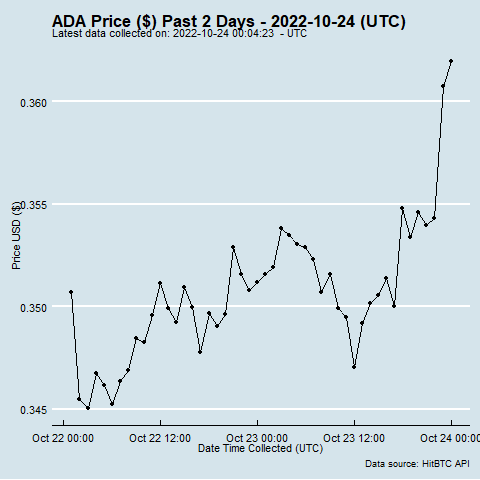 ADA Price ($) Past 2 Days - 2022-10-24 (UTC)
Latest data collected on: 2022-10-24 00:04:23 - UTC
0.360
0.355
0.350
0.345
Price USD ($)
Oct 22 00:00 Oct 22 12:00 Oct 23 00:00 Oct 23 12:00 Oct 24 00:00
Date Time Collected (UTC)
Data source: HitBTC API